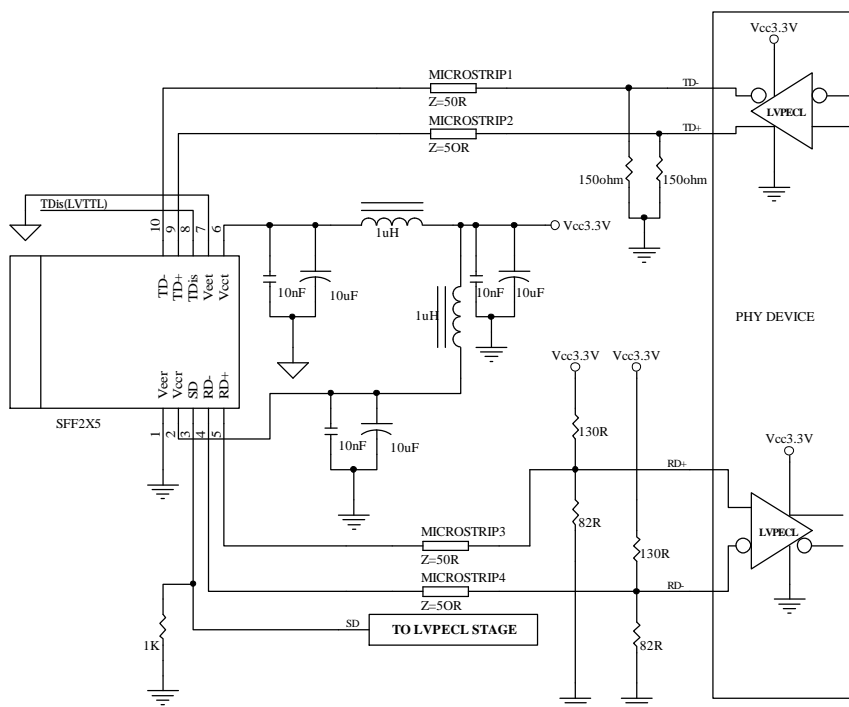 Vcc3.3V
MICROSTRIP1
TD-
LVPECL
Z=50R
MICROSTRIP2
TD+
Z=5OR
150ohm
150ohm
TDis(LVTTL)
10
9
8
7
6
1uH
Vcc3.3V
TD-
TD+
TDis
Veet
Vcct
10nF
10uF
10nF
10uF
1uH
PHY DEVICE
Veer
Vccr
SD
RD-
RD+
Vcc3.3V
Vcc3.3V
SFF2X5
1
2
3
4
5
10nF
10uF
130R
Vcc3.3V
RD+
82R
MICROSTRIP3
LVPECL
Z=50R
130R
MICROSTRIP4
RD-
Z=5OR
SD
TO LVPECL STAGE
1K
82R